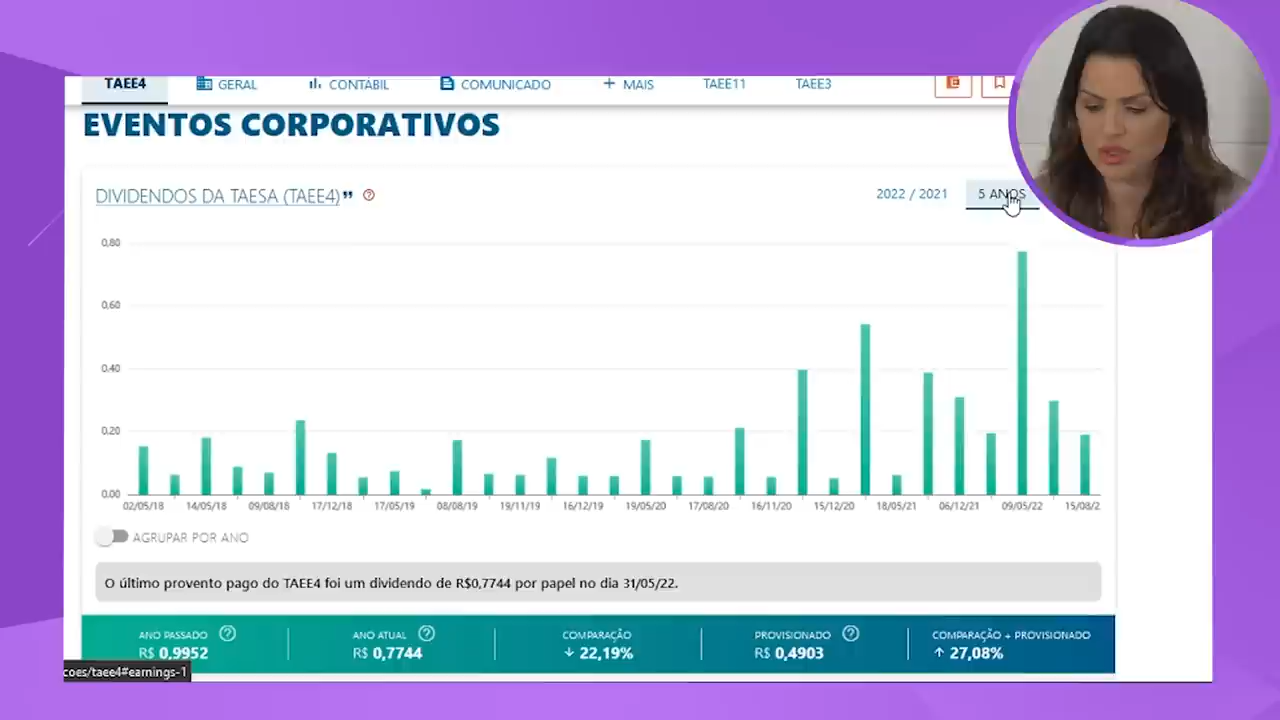 TAEE4 GERAL CONTÁBIL COMUNICADO + MAIS TAEE11 TAEE3
EVENTOS CORPORATIVOS
DIVIDENDOS DA TAESA (TAEE4)
2022 / 2021 5 ANOS
0,80
0,60
0,40
0,20
0,00
02/05/18 14/05/18 09/08/18 17/12/18 17/05/19 08/08/19 19/11/19 16/12/19 19/05/20 17/08/20 16/11/20 15/12/20 18/05/21 06/12/21 09/05/22 15/08/2
AGRUPAR POR ANO
O último provento pago do TAEE4 foi um dividendo de R$0,7744 por papel no dia 31/05/22.
ANO PASSADO ANO ATUAL COMPARAÇÃO PROVISIONADO COMPARAÇÃO + PROVISIONADO
R$ 0,9952 R$ 0,7744 22,19% R$ 0,4903 27,08%
coes/taee4#earnings-1